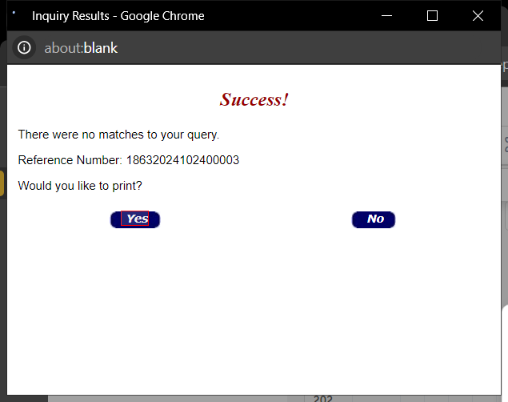 Inquiry Results - Google Chrome
about:blank
Success!
There were no matches to your query.
Reference Number: 18632024102400003
Would you like to print?
Yes
No
202